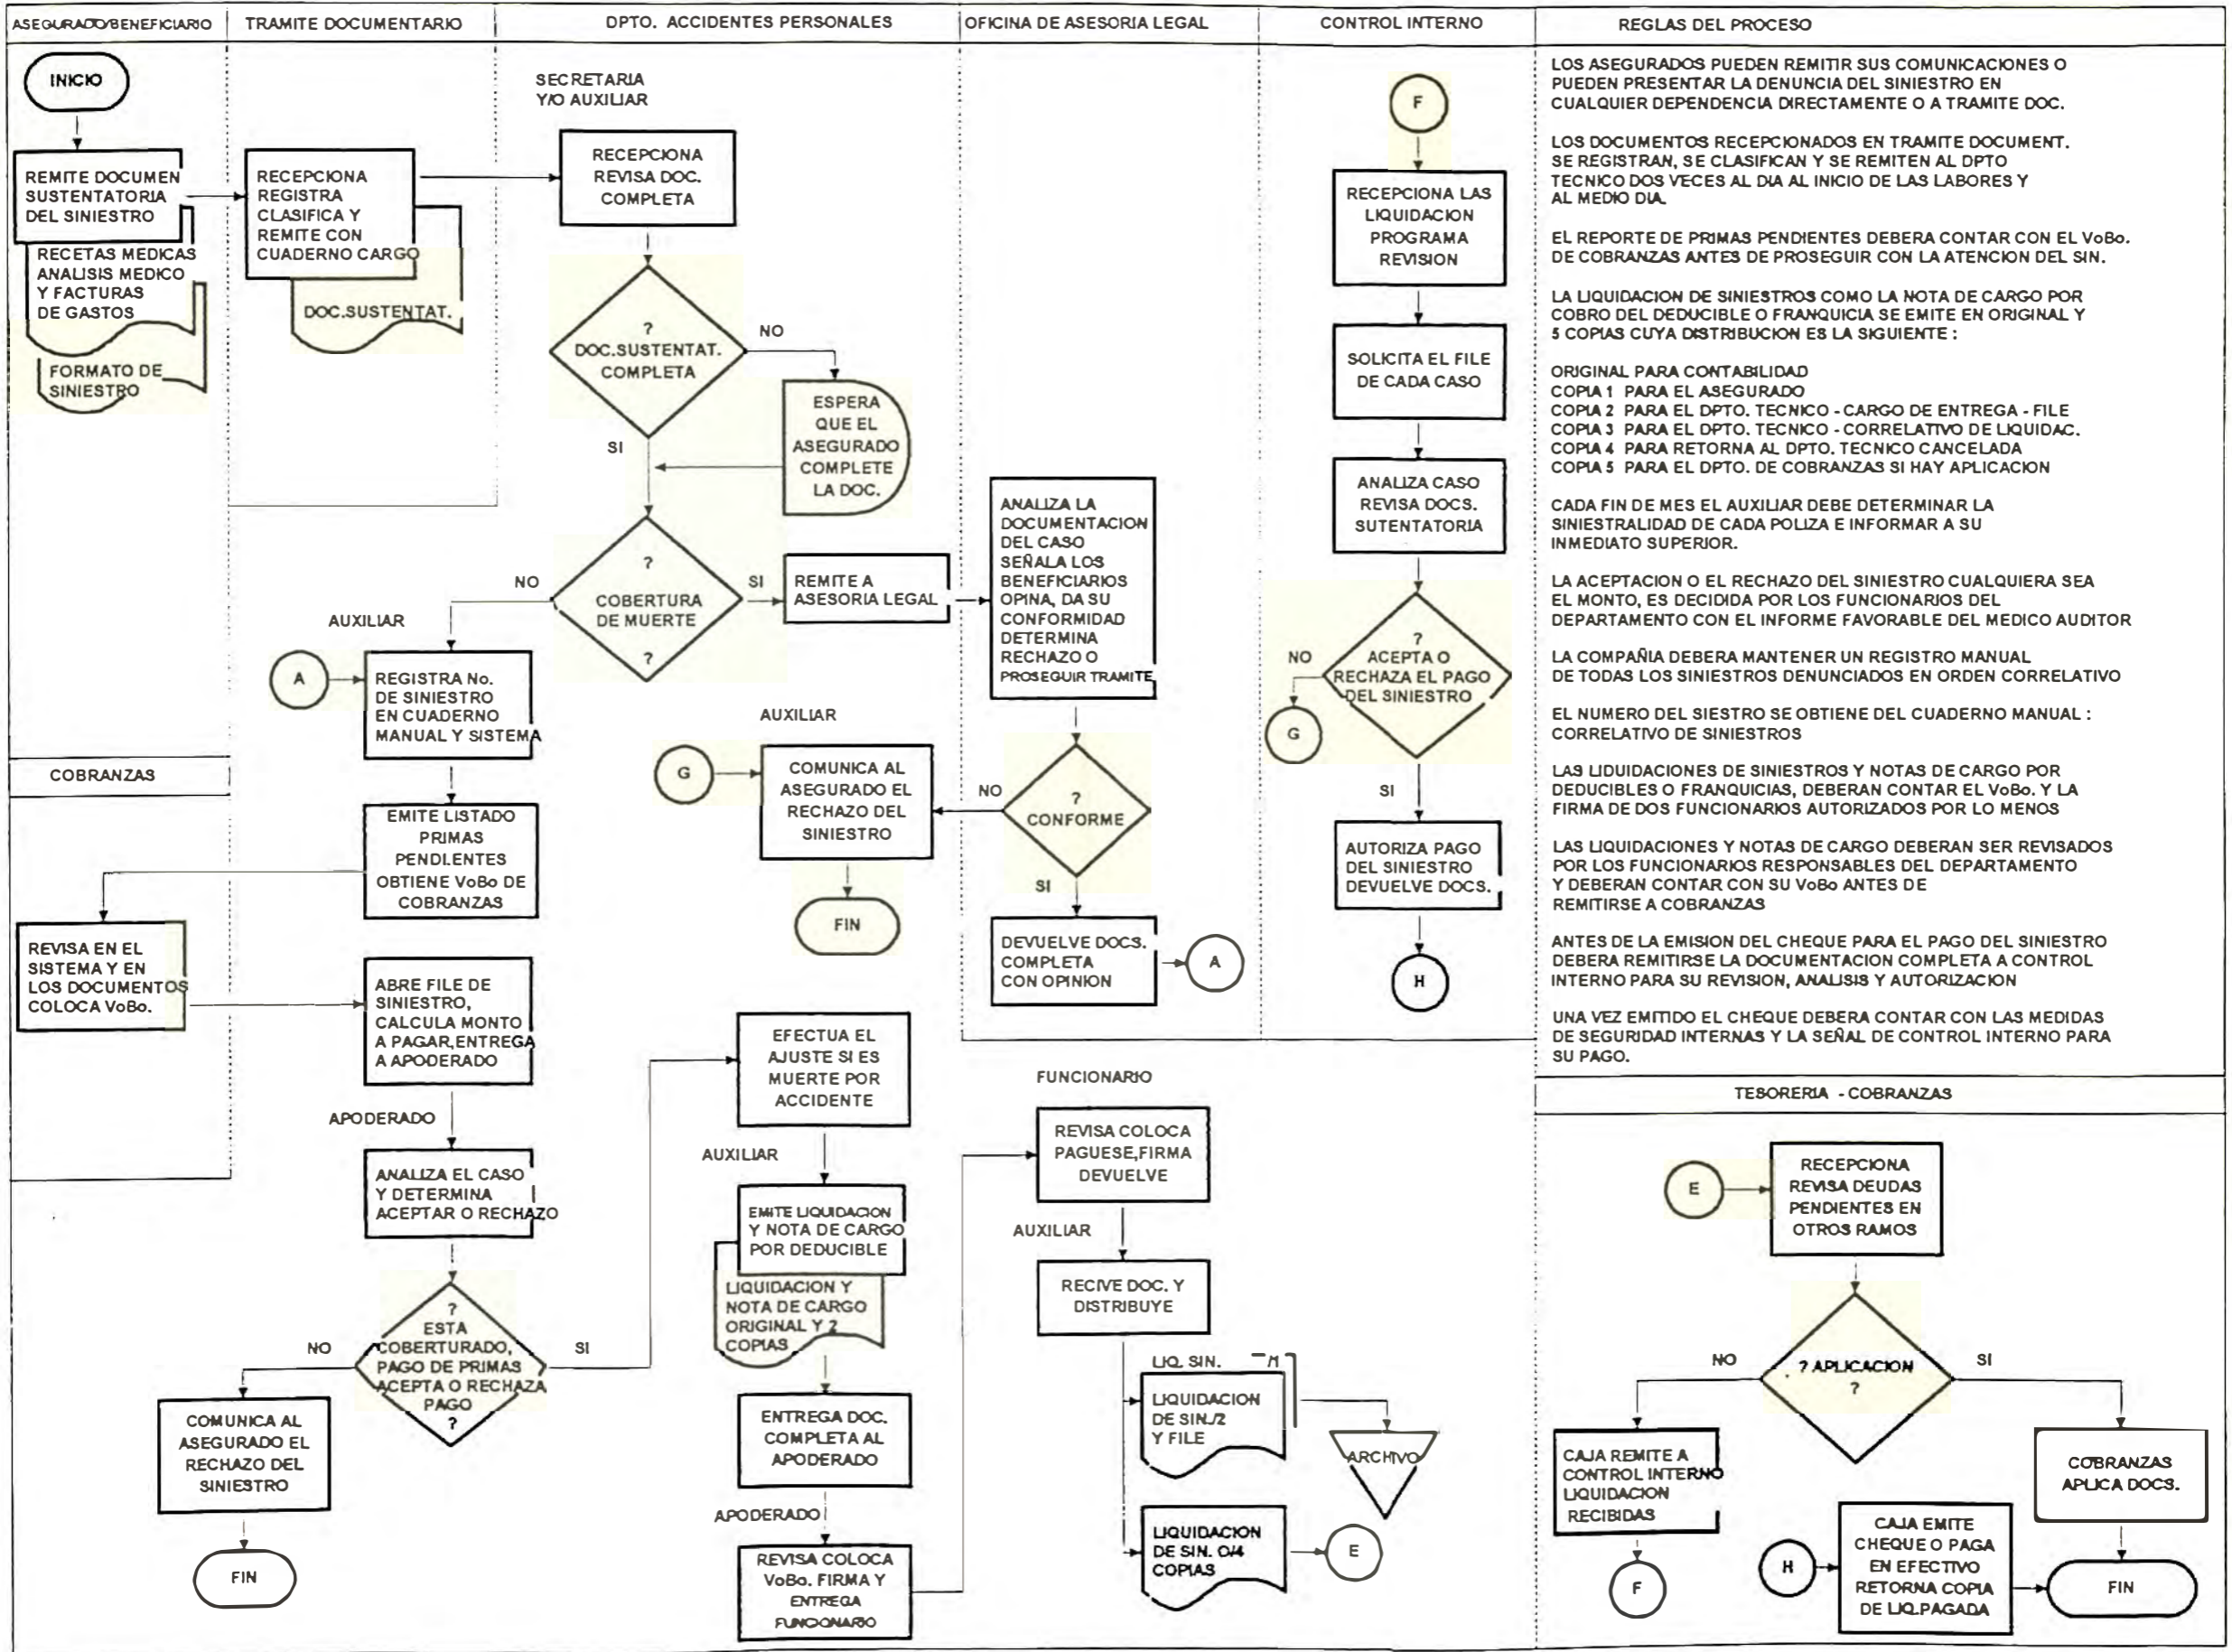 ASEGURADO/BENEFICIARIO
TRAMITE DOCUMENTARIO
DPTO. ACCIDENTES PERSONALES
OFICINA DE ASESORIA LEGAL
CONTROL INTERNO
REGLAS DEL PROCESO
INICIO
REMITE DOCUMEN
SUSTENTATORIA
DEL SINIESTRO
RECETAS MEDICAS
ANALISIS MEDICO
Y FACTURAS
DE GASTOS
FORMATO DE
SINIESTRO
RECEPCIONA
REGISTRA
CLASIFICA Y
REMITE CON
CUADERNO CARGO
DOC.SUSTENTAT.
SECRETARIA
Y/O AUXILIAR
RECEPCIONA
REVISA DOC.
COMPLETA
?
DOC.SUSTENTAT.
COMPLETA
NO
SI
ESPERA
QUE EL
ASEGURADO
COMPLETE
LA DOC.
?
COBERTURA
DE MUERTE
?
NO
SI
REMITE A
ASESORIA LEGAL
ANALIZA LA
DOCUMENTACION
DEL CASO
SEÑALA LOS
BENEFICIARIOS
OPINA, DA SU
CONFORMIDAD
DETERMINA
RECHAZO O
PROSEGUIR TRAMITE
AUXILIAR
A
REGISTRA No.
DE SINIESTRO
EN CUADERNO
MANUAL Y SISTEMA
AUXILIAR
G
COMUNICA AL
ASEGURADO EL
RECHAZO DEL
SINIESTRO
FIN
NO
?
CONFORME
SI
DEVUELVE DOCS.
COMPLETA
CON OPINION
A
COBRANZAS
EMITE LISTADO
PRIMAS
PENDIENTES
OBTIENE VoBo DE
COBRANZAS
REVISA EN EL
SISTEMA Y EN
LOS DOCUMENTOS
COLOCA VoBo.
ABRE FILE DE
SINIESTRO,
CALCULA MONTO
A PAGAR,ENTREGA
A APODERADO
APODERADO
ANALIZA EL CASO
Y DETERMINA
ACEPTAR O RECHAZO
?
ESTA
COBERTURADO,
PAGO DE PRIMAS
ACEPTA O RECHAZA
PAGO
?
NO
SI
COMUNICA AL
ASEGURADO EL
RECHAZO DEL
SINIESTRO
FIN
EFECTUA EL
AJUSTE SI ES
MUERTE POR
ACCIDENTE
AUXILIAR
EMITE LIQUIDACION
Y NOTA DE CARGO
POR DEDUCIBLE
LIQUIDACION Y
NOTA DE CARGO
ORIGINAL Y 2
COPIAS
ENTREGA DOC.
COMPLETA AL
APODERADO
APODERADO
REVISA COLOCA
VoBo. FIRMA Y
ENTREGA
FUNCIONARIO
FUNCIONARIO
REVISA COLOCA
PAGUESE,FIRMA
DEVUELVE
AUXILIAR
RECIVE DOC. Y
DISTRIBUYE
LIQ. SIN.
LIQUIDACION
DE SIN./2
Y FILE
ARCHIVO
LIQUIDACION
DE SIN. O/4
COPIAS
E
F
RECEPCIONA LAS
LIQUIDACION
PROGRAMA
REVISION
SOLICITA EL FILE
DE CADA CASO
ANALIZA CASO
REVISA DOCS.
SUTENTATORIA
?
ACEPTA O
RECHAZA EL PAGO
DEL SINIESTRO
NO
G
SI
AUTORIZA PAGO
DEL SINIESTRO
DEVUELVE DOCS.
H
LOS ASEGURADOS PUEDEN REMITIR SUS COMUNICACIONES O
PUEDEN PRESENTAR LA DENUNCIA DEL SINIESTRO EN
CUALQUIER DEPENDENCIA DIRECTAMENTE O A TRAMITE DOC.
LOS DOCUMENTOS RECEPCIONADOS EN TRAMITE DOCUMENT.
SE REGISTRAN, SE CLASIFICAN Y SE REMITEN AL DPTO
TECNICO DOS VECES AL DIA AL INICIO DE LAS LABORES Y
AL MEDIO DIA.
EL REPORTE DE PRIMAS PENDIENTES DEBERA CONTAR CON EL VoBo.
DE COBRANZAS ANTES DE PROSEGUIR CON LA ATENCION DEL SIN.
LA LIQUIDACION DE SINIESTROS COMO LA NOTA DE CARGO POR
COBRO DEL DEDUCIBLE O FRANQUICIA SE EMITE EN ORIGINAL Y
5 COPIAS CUYA DISTRIBUCION ES LA SIGUIENTE :
ORIGINAL PARA CONTABILIDAD
COPIA 1 PARA EL ASEGURADO
COPIA 2 PARA EL DPTO. TECNICO - CARGO DE ENTREGA - FILE
COPIA 3 PARA EL DPTO. TECNICO - CORRELATIVO DE LIQUIDAC.
COPIA 4 PARA RETORNA AL DPTO. TECNICO CANCELADA
COPIA 5 PARA EL DPTO. DE COBRANZAS SI HAY APLICACION
CADA FIN DE MES EL AUXILIAR DEBE DETERMINAR LA
SINIESTRALIDAD DE CADA POLIZA E INFORMAR A SU
INMEDIATO SUPERIOR.
LA ACEPTACION O EL RECHAZO DEL SINIESTRO CUALQUIERA SEA
EL MONTO, ES DECIDIDA POR LOS FUNCIONARIOS DEL
DEPARTAMENTO CON EL INFORME FAVORABLE DEL MEDICO AUDITOR
LA COMPAÑIA DEBERA MANTENER UN REGISTRO MANUAL
DE TODAS LOS SINIESTROS DENUNCIADOS EN ORDEN CORRELATIVO
EL NUMERO DEL SIESTRO SE OBTIENE DEL CUADERNO MANUAL :
CORRELATIVO DE SINIESTROS
LAS LIDUIDACIONES DE SINIESTROS Y NOTAS DE CARGO POR
DEDUCIBLES O FRANQUICIAS, DEBERAN CONTAR EL VoBo. Y LA
FIRMA DE DOS FUNCIONARIOS AUTORIZADOS POR LO MENOS
LAS LIQUIDACIONES Y NOTAS DE CARGO DEBERAN SER REVISADOS
POR LOS FUNCIONARIOS RESPONSABLES DEL DEPARTAMENTO
Y DEBERAN CONTAR CON SU VoBo ANTES DE
REMITIRSE A COBRANZAS
ANTES DE LA EMISION DEL CHEQUE PARA EL PAGO DEL SINIESTRO
DEBERA REMITIRSE LA DOCUMENTACION COMPLETA A CONTROL
INTERNO PARA SU REVISION, ANALISIS Y AUTORIZACION
UNA VEZ EMITIDO EL CHEQUE DEBERA CONTAR CON LAS MEDIDAS
DE SEGURIDAD INTERNAS Y LA SEÑAL DE CONTROL INTERNO PARA
SU PAGO.
TESORERIA - COBRANZAS
E
RECEPCIONA
REVISA DEUDAS
PENDIENTES EN
OTROS RAMOS
NO
? APLICACION
?
SI
CAJA REMITE A
CONTROL INTERNO
LIQUIDACION
RECIBIDAS
F
COBRANZAS
APLICA DOCS.
H
CAJA EMITE
CHEQUE O PAGA
EN EFECTIVO
RETORNA COPIA
DE LIQ.PAGADA
FIN